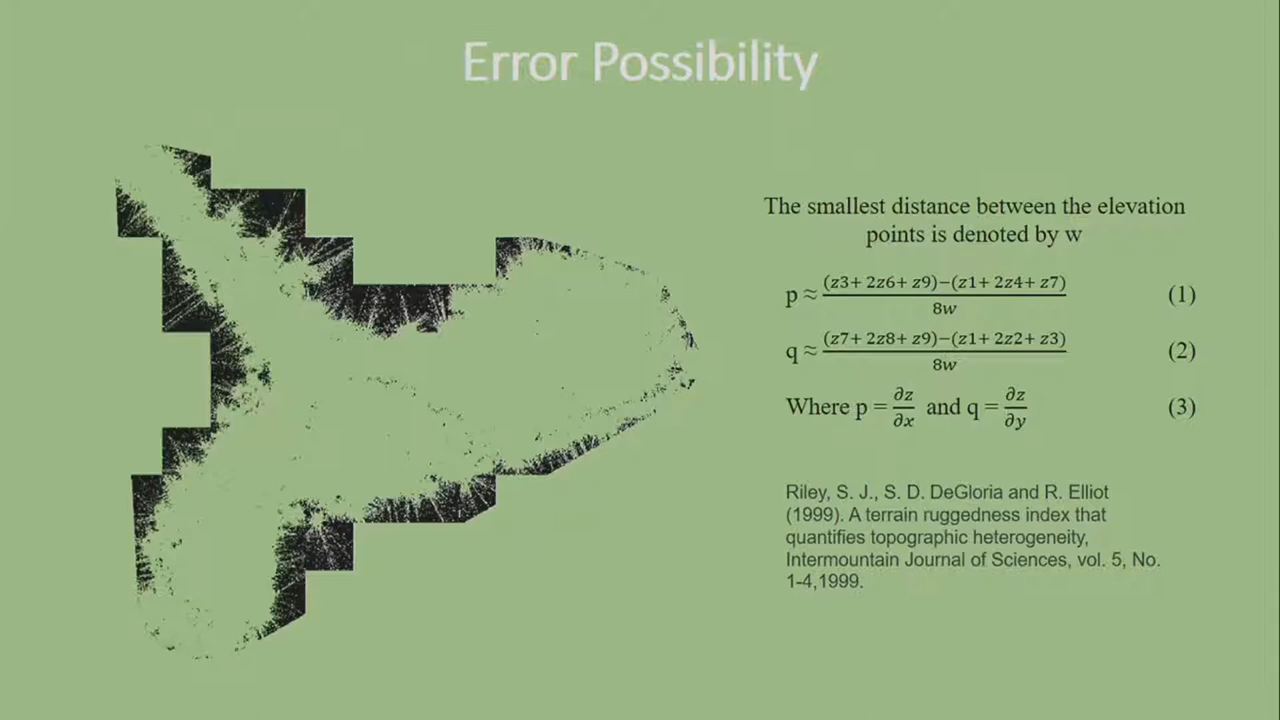 Error Possibility
The smallest distance between the elevation
points is denoted by w
p ≈ (z3+ 2z6+ z9)−(z1+ 2z4+ z7) / 8w (1)
q ≈ (z7+ 2z8+ z9)−(z1+ 2z2+ z3) / 8w (2)
Where p = ∂z/∂x and q = ∂z/∂y (3)
Riley, S. J., S. D. DeGloria and R. Elliot
(1999). A terrain ruggedness index that
quantifies topographic heterogeneity,
Intermountain Journal of Sciences, vol. 5, No.
1-4,1999.